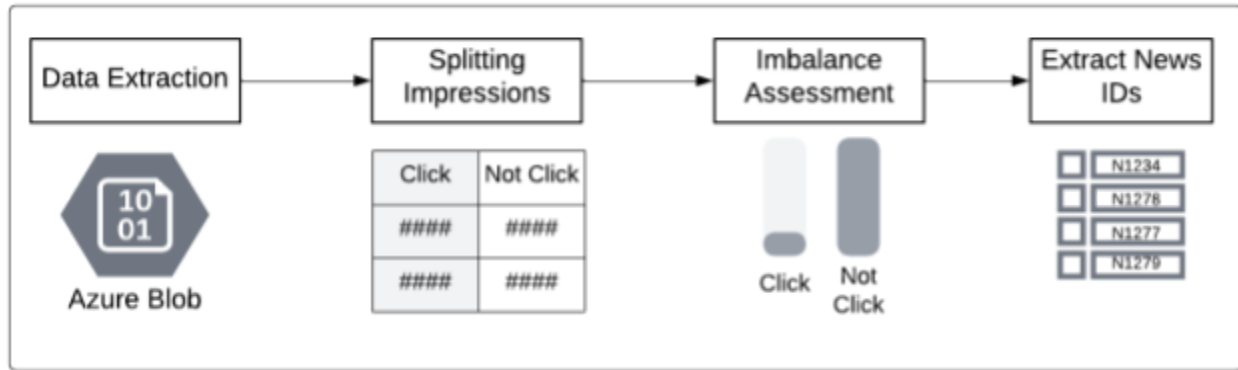 Data Extraction
Splitting
Impressions
Imbalance
Assessment
Extract News
IDs
10
01
Azure Blob
Click Not Click
#### ####
#### ####
Click
Not
Click
N1234
N1278
N1277
N1279